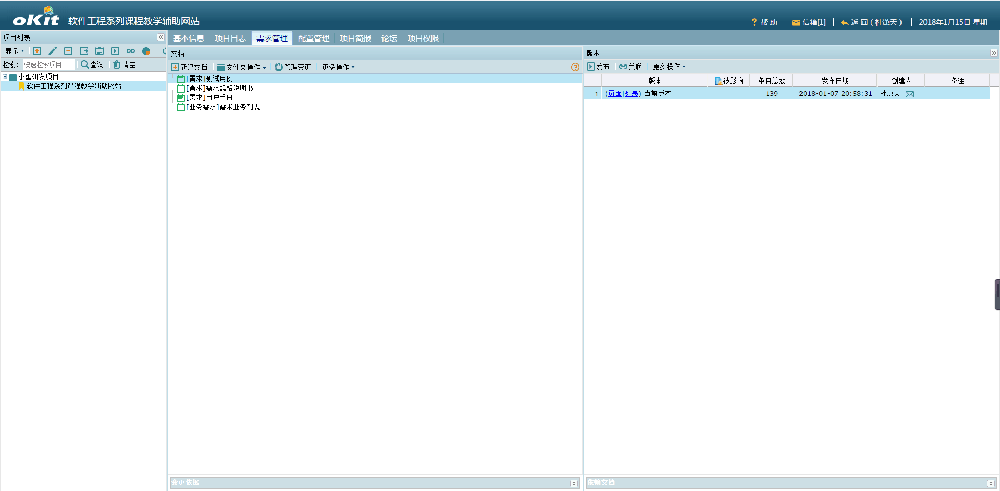 oKit 软件工程系列课程教学辅助网站
帮 助 信箱[1] 返 回 ( 杜潇天 ) 2018年1月15日 星期一
项目列表
基本信息 项目日志 需求管理 配置管理 项目简报 论坛 项目权限
显示
检索: 快速检索项目 查询 清空
小型研发项目
软件工程系列课程教学辅助网站
文档
新建文档 文件夹操作 管理变更 更多操作
[需求]测试用例
[需求]需求规格说明书
[需求]用户手册
[业务需求]需求业务列表
变更依据
版本
发布 关联 更多操作
版本 被影响 条目总数 发布日期 创建人 备注
1 (页面|列表) 当前版本 139 2018-01-07 20:58:31 杜潇天
依赖文档